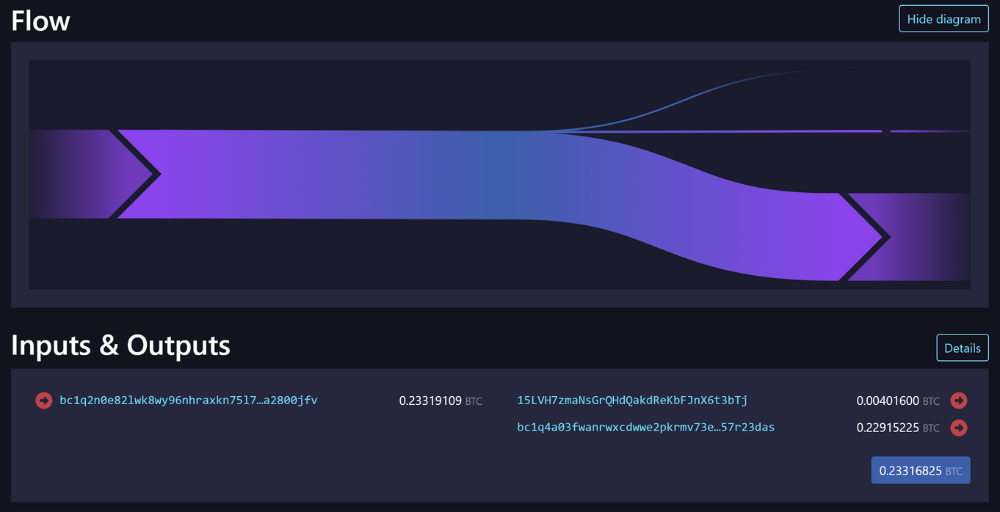 Flow
Hide diagram
Inputs & Outputs
Details
bc1q2n0e82lwk8wy96nhraxkn75l7…a2800jfv 0.23319109 BTC
15LVH7zmaNsGrQHdQakdReKbFJnX6t3bTj 0.00401600 BTC
bc1q4a03fwanrwxcdwwe2pkrmv73e…57r23das 0.22915225 BTC
0.23316825 BTC